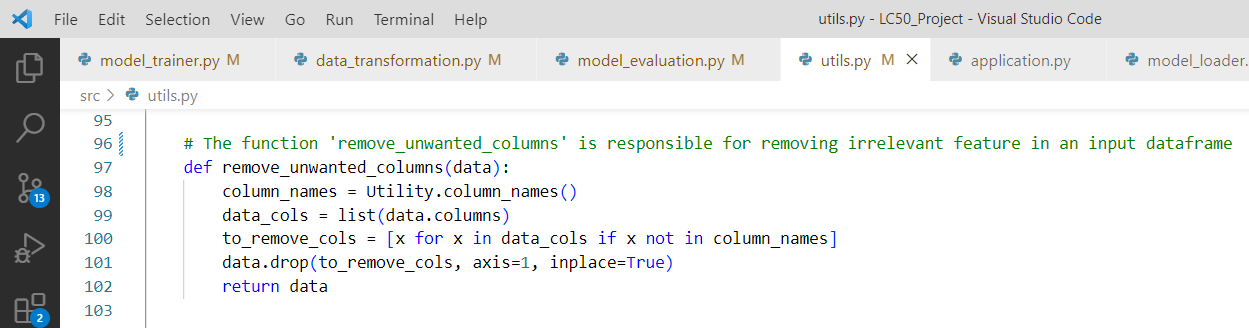 File Edit Selection View Go Run Terminal Help utils.py - LC50_Project - Visual Studio Code
model_trainer.py M data_transformation.py M model_evaluation.py M utils.py M application.py model_loader.
src > utils.py
95
96 # The function 'remove_unwanted_columns' is responsible for removing irrelevant feature in an input dataframe
97 def remove_unwanted_columns(data):
98 column_names = Utility.column_names()
99 data_cols = list(data.columns)
100 to_remove_cols = [x for x in data_cols if x not in column_names]
101 data.drop(to_remove_cols, axis=1, inplace=True)
102 return data
103
13
2